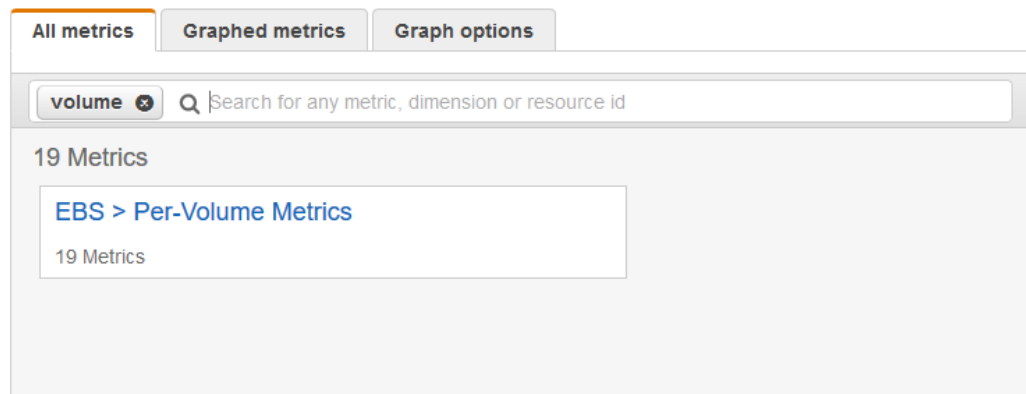 All metrics Graphed metrics Graph options
volume Search for any metric, dimension or resource id
19 Metrics
EBS > Per-Volume Metrics
19 Metrics